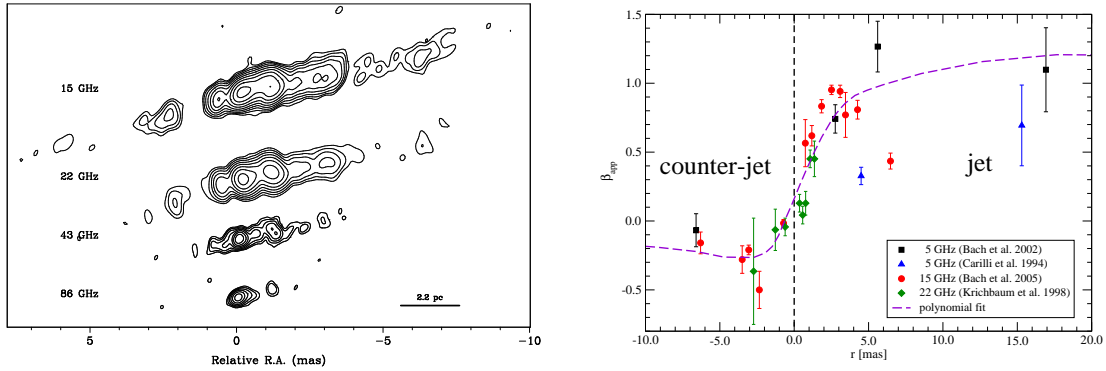 15 GHz
22 GHz
43 GHz
86 GHz
2.2 pc
5
0
−5
−10
Relative R.A. (mas)
1.5
1.0
0.5
0.0
-0.5
β_app
counter-jet
jet
5 GHz (Bach et al. 2002)
5 GHz (Carilli et al. 1994)
15 GHz (Bach et al. 2005)
22 GHz (Krichbaum et al. 1998)
polynomial fit
-10.0
-5.0
0.0
5.0
10.0
15.0
20.0
r [mas]